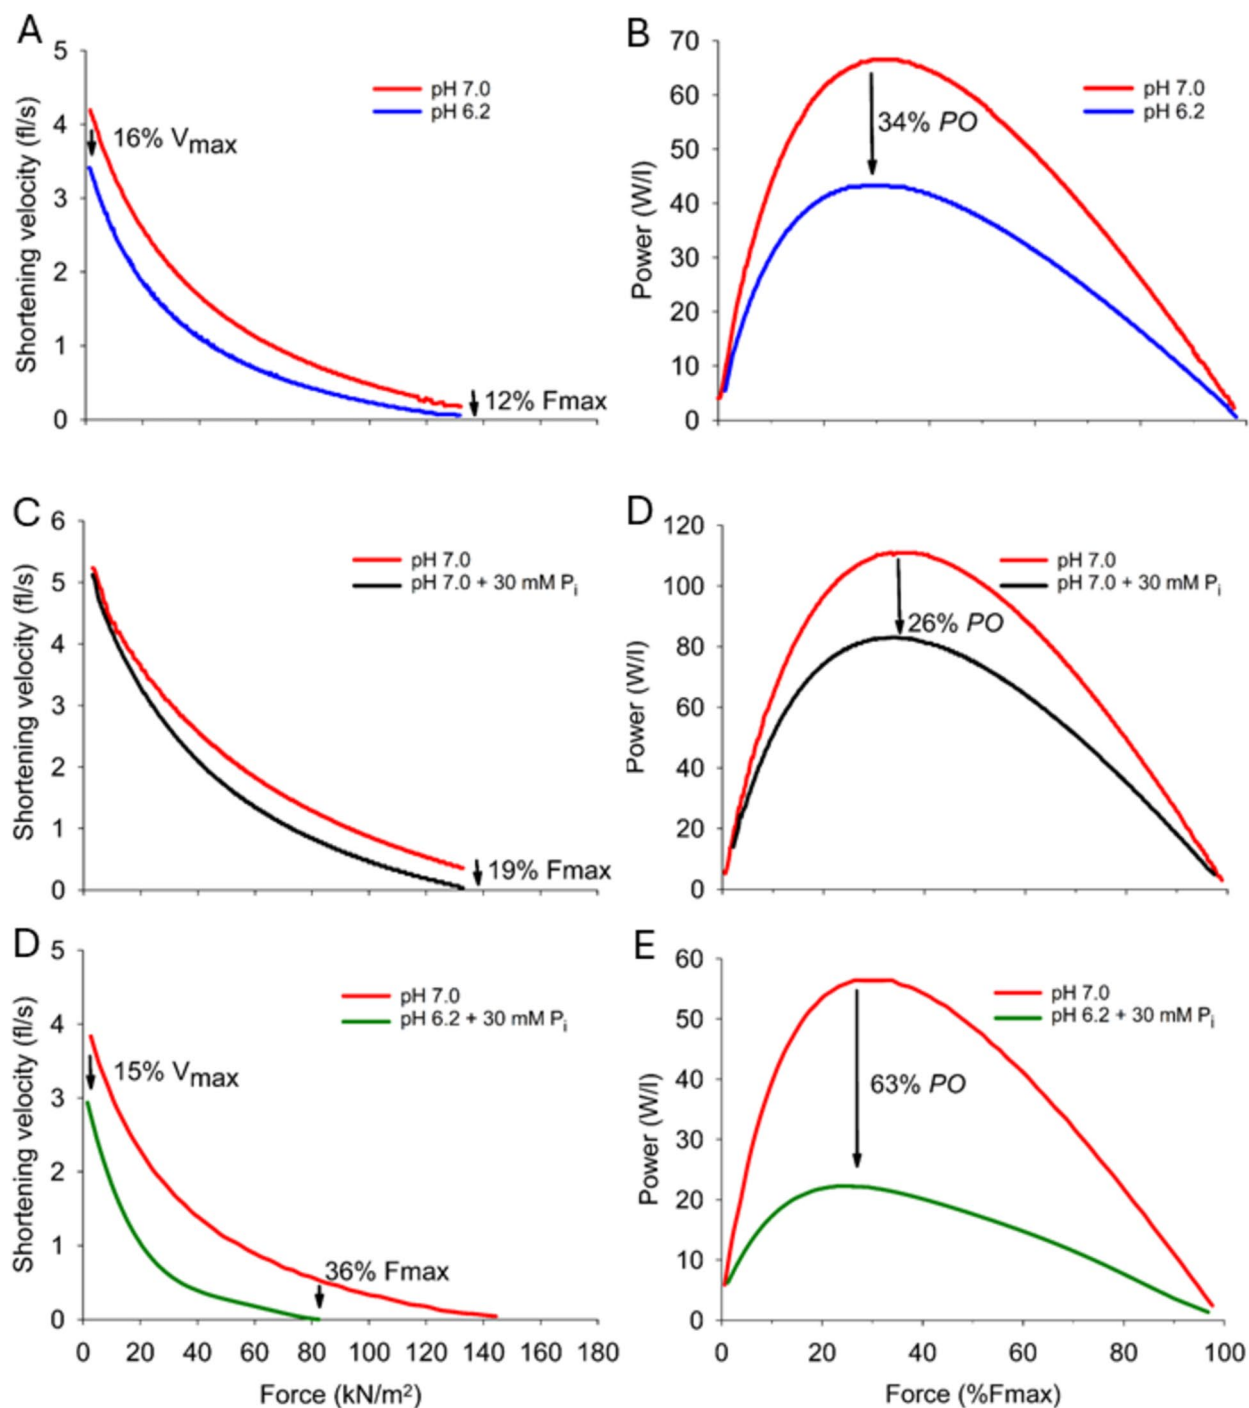 A
5
4
3
2
1
0
Shortening velocity (fl/s)
pH 7.0
pH 6.2
16% Vmax
12% Fmax
B
70
60
50
40
30
20
10
0
Power (W/l)
pH 7.0
pH 6.2
34% PO
C
6
5
4
3
2
1
0
Shortening velocity (fl/s)
pH 7.0
pH 7.0 + 30 mM Pi
19% Fmax
D
120
100
80
60
40
20
0
Power (W/l)
pH 7.0
pH 7.0 + 30 mM Pi
26% PO
D
5
4
3
2
1
0
Shortening velocity (fl/s)
pH 7.0
pH 6.2 + 30 mM Pi
15% Vmax
36% Fmax
0 20 40 60 80 100 120 140 160 180
Force (kN/m²)
E
60
50
40
30
20
10
0
Power (W/l)
pH 7.0
pH 6.2 + 30 mM Pi
63% PO
0 20 40 60 80 100
Force (%Fmax)